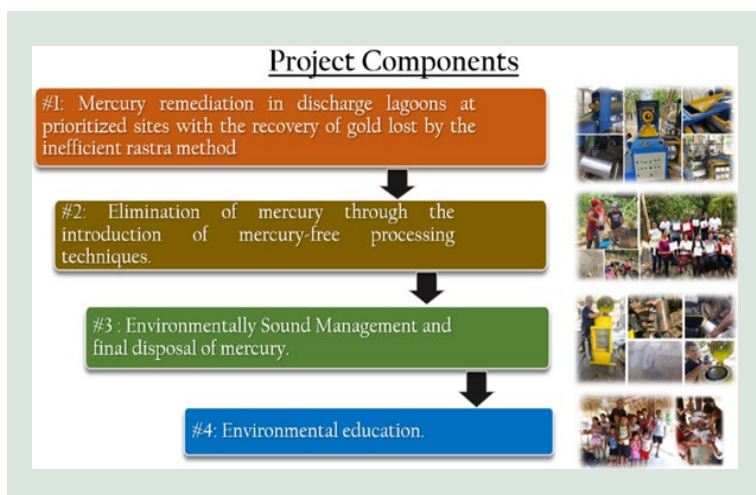 Project Components
#1: Mercury remediation in discharge lagoons at
prioritized sites with the recovery of gold lost by the
inefficient rastra method
#2: Elimination of mercury through the
introduction of mercury-free processing
techniques.
#3 : Environmentally Sound Management and
final disposal of mercury.
#4: Environmental education.